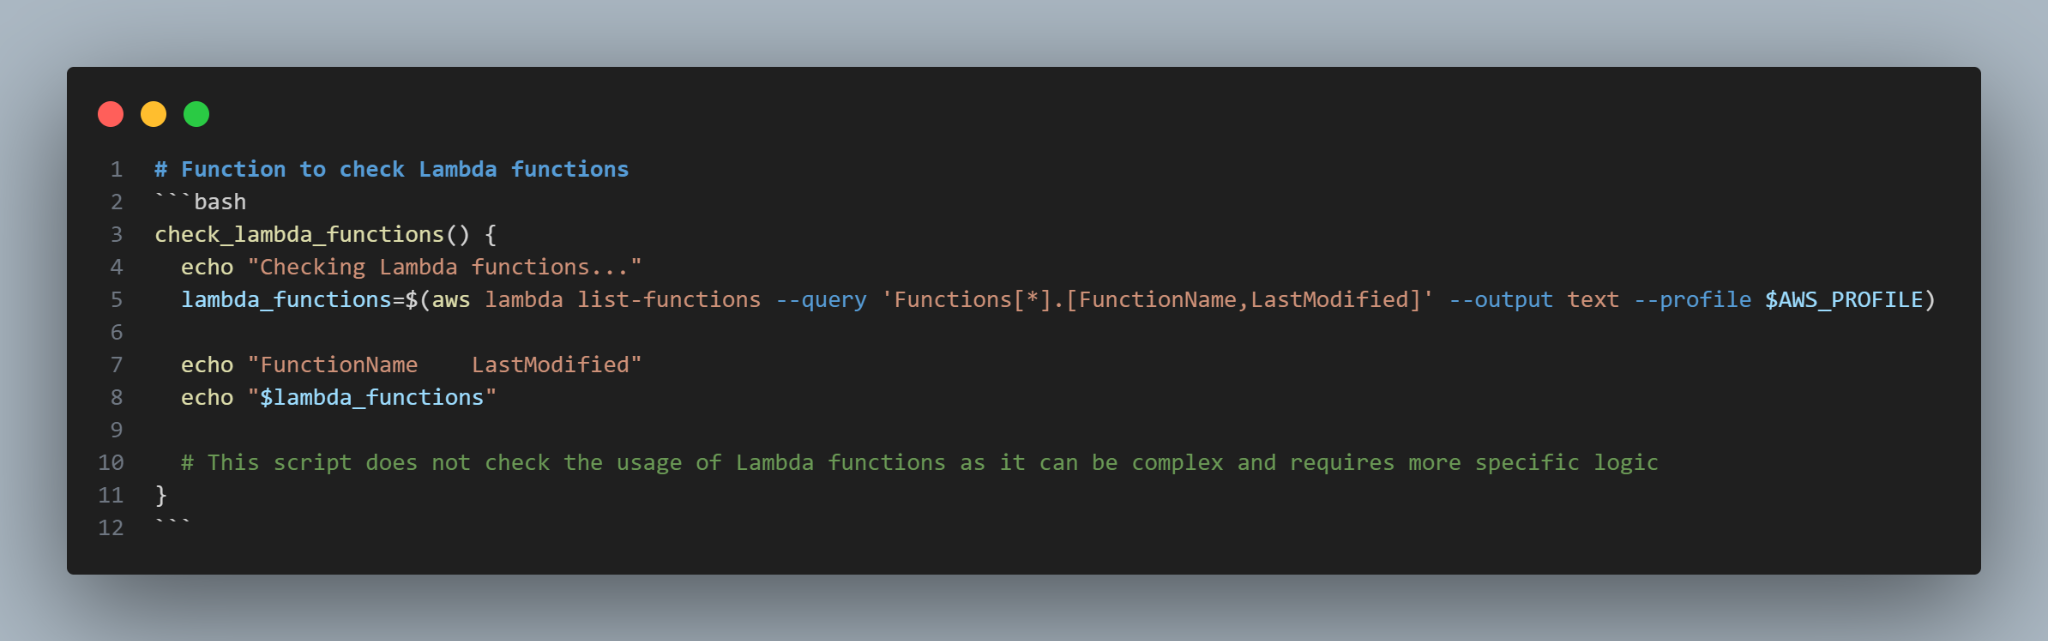 1 # Function to check Lambda functions
2 ```bash
3 check_lambda_functions() {
4   echo "Checking Lambda functions..."
5   lambda_functions=$(aws lambda list-functions --query 'Functions[*].[FunctionName,LastModified]' --output text --profile $AWS_PROFILE)
6
7   echo "FunctionName    LastModified"
8   echo "$lambda_functions"
9
10   # This script does not check the usage of Lambda functions as it can be complex and requires more specific logic
11 }
12 ```